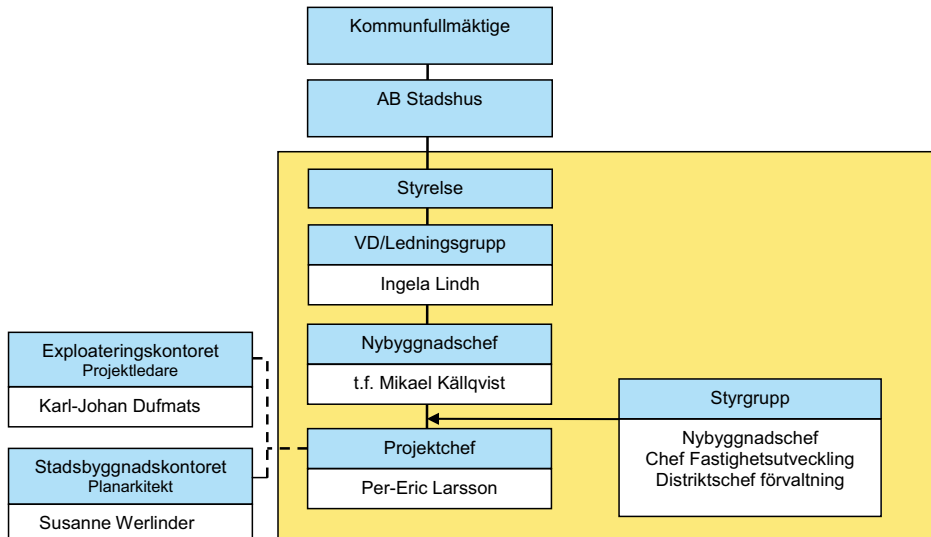 Kommunfullmäktige
AB Stadshus
Styrelse
VD/Ledningsgrupp
Ingela Lindh
Nybyggnadschef
t.f. Mikael Källqvist
Exploateringskontoret
Projektledare
Karl-Johan Dufmats
Styrgrupp
Nybyggnadschef
Chef Fastighetsutveckling
Distriktschef förvaltning
Projektchef
Per-Eric Larsson
Stadsbyggnadskontoret
Planarkitekt
Susanne Werlinder